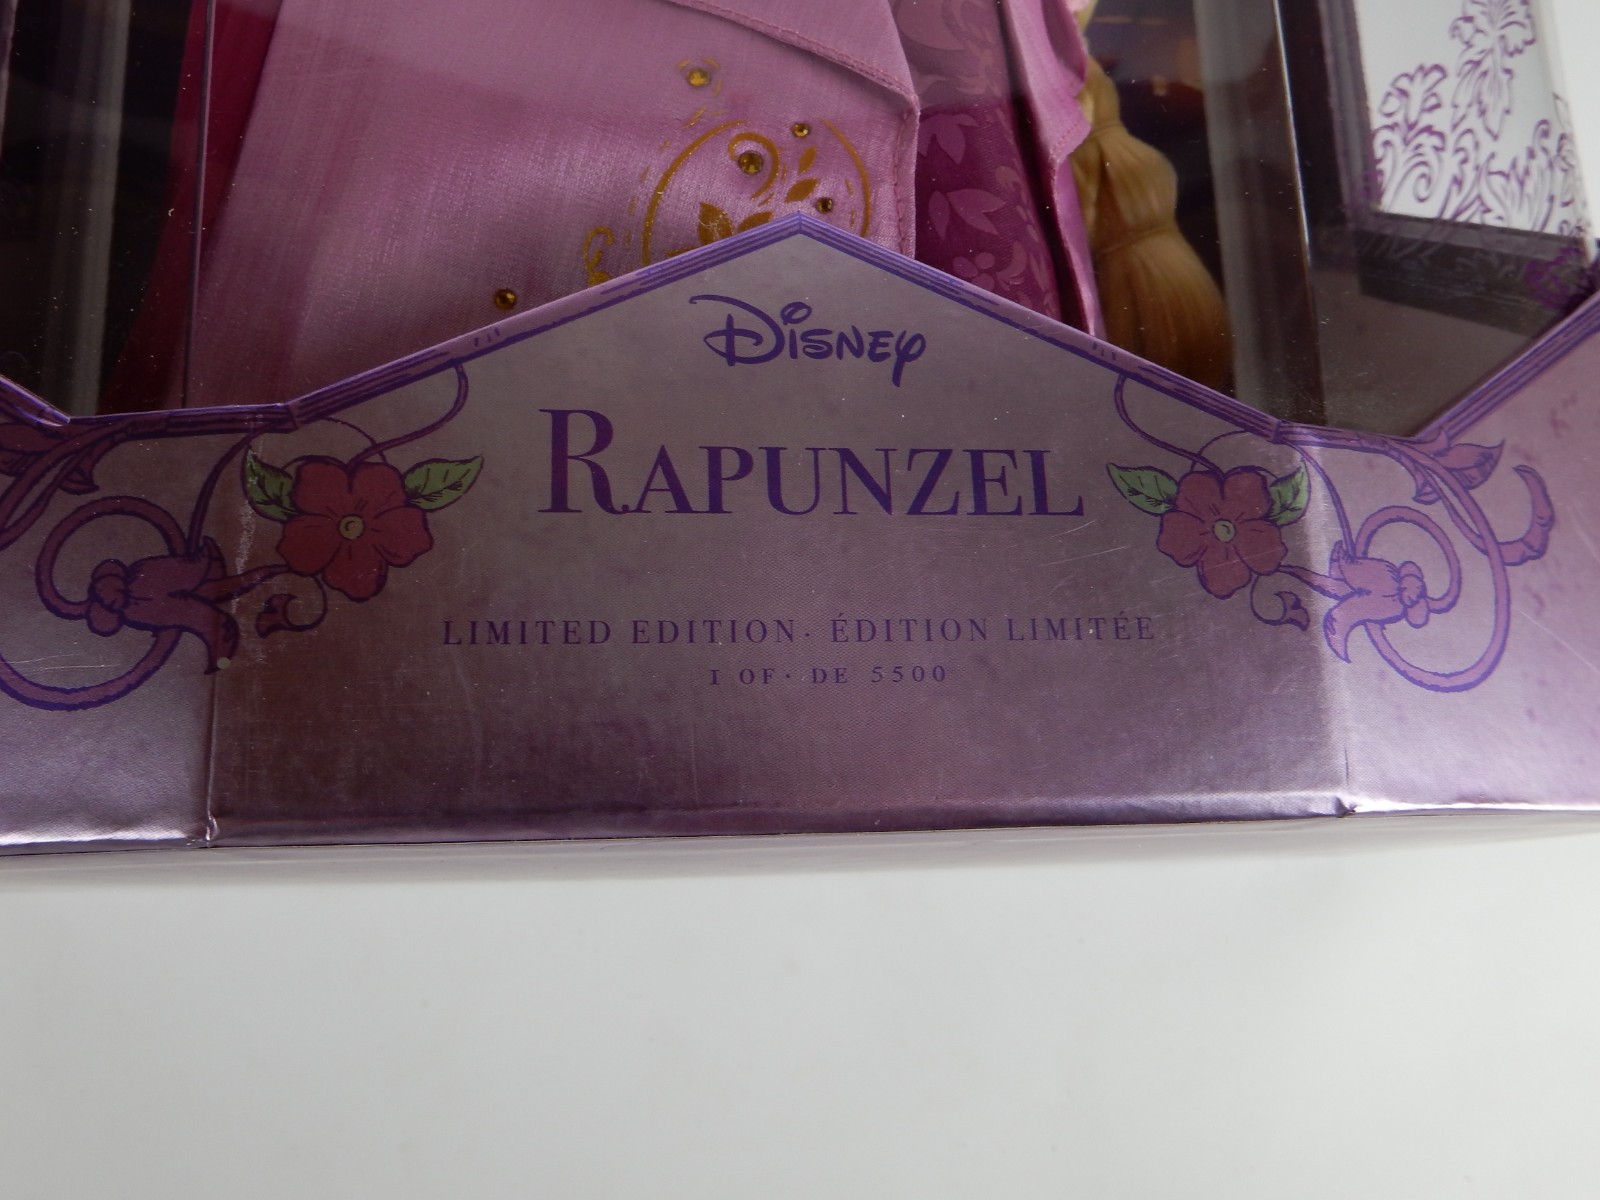 Disney
RAPUNZEL
LIMITED EDITION · ÉDITION LIMITÉE
1 OF · DE 5500